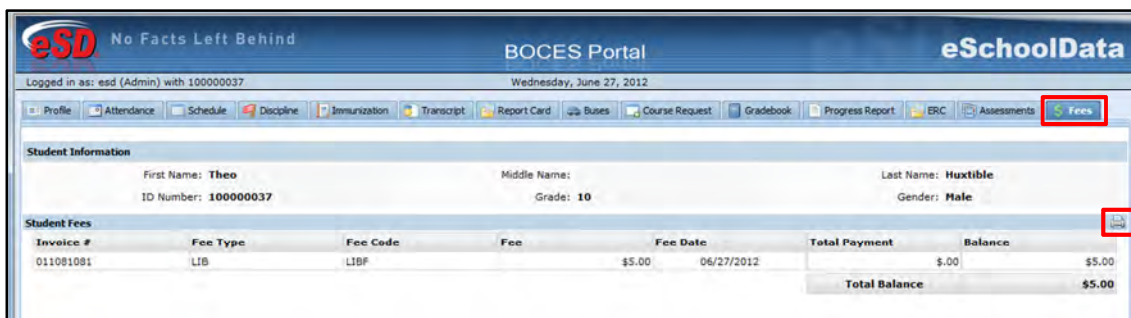 eSD No Facts Left Behind BOCES Portal eSchoolData
Logged in as: esd (Admin) with 100000037 Wednesday, June 27, 2012
Profile Attendance Schedule Discipline Immunization Transcript Report Card Buses Course Request Gradebook Progress Report ERC Assessments Fees
Student Information
First Name: Theo Middle Name: Last Name: Huxtible
ID Number: 100000037 Grade: 10 Gender: Male
Student Fees
Invoice # Fee Type Fee Code Fee Fee Date Total Payment Balance
011081081 LIB LIBF $5.00 06/27/2012 $.00 $5.00
Total Balance $5.00